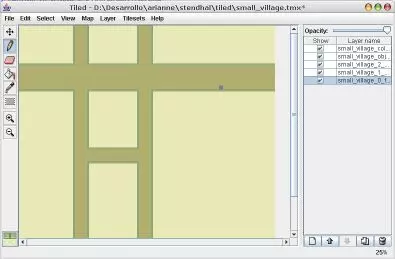 Tiled - D:\Desarrollo\arianne\stendhal\tiled\small_village.tmx*
File Edit Select View Map Layer Tilesets Help
Opacity:
Show Layer name
small_village_col...
small_village_obj...
small_village_2_...
small_village_1_...
small_village_0_f...
25%